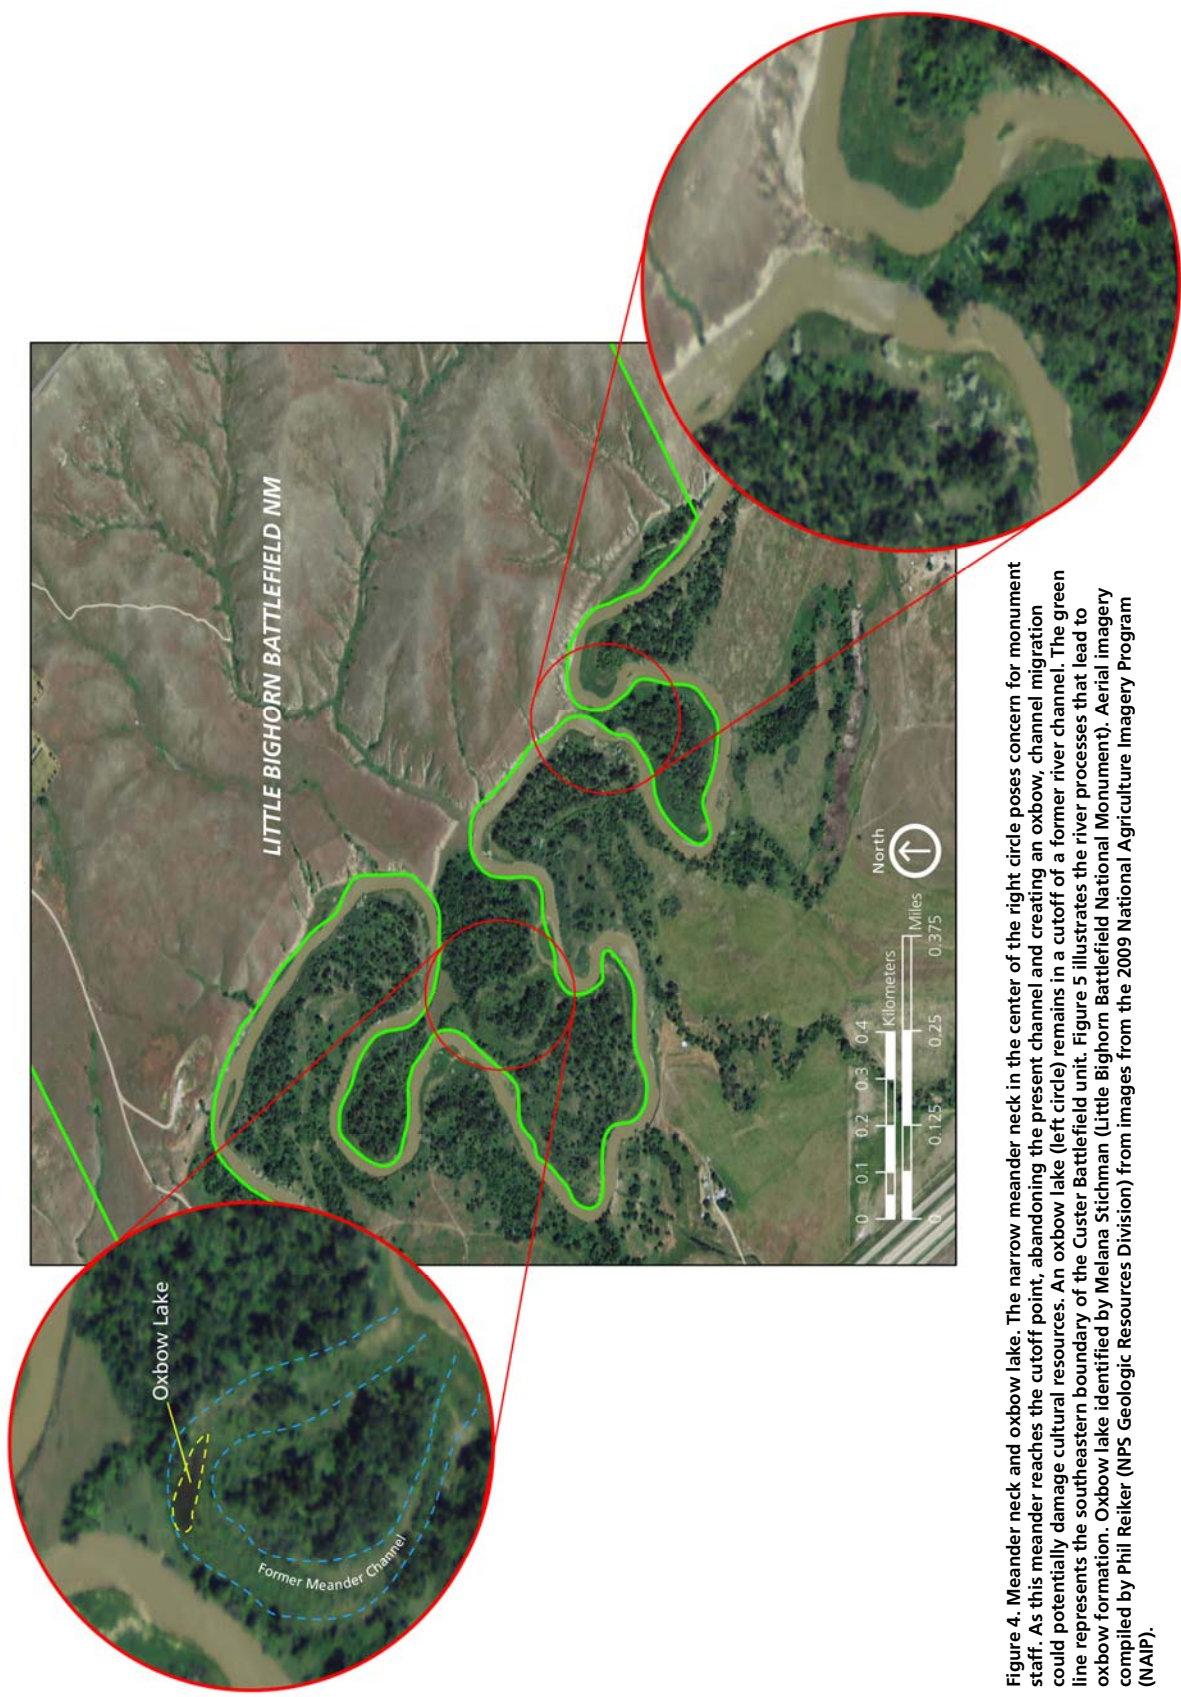 LITTLE BIGHORN BATTLEFIELD NM
Oxbow Lake
Former Meander Channel
North
0 0.1 0.2 0.3 0.4
Kilometers
Miles
0 0.125 0.25 0.375
Figure 4. Meander neck and oxbow lake. The narrow meander neck in the center of the right circle poses concern for monument
staff. As this meander reaches the cutoff point, abandoning the present channel and creating an oxbow, channel migration
could potentially damage cultural resources. An oxbow lake (left circle) remains in a cutoff of a former river channel. The green
line represents the southeastern boundary of the Custer Battlefield unit. Figure 5 illustrates the river processes that lead to
oxbow formation. Oxbow lake identified by Melana Stichman (Little Bighorn Battlefield National Monument). Aerial imagery
compiled by Phil Reiker (NPS Geologic Resources Division) from images from the 2009 National Agriculture Imagery Program
(NAIP).